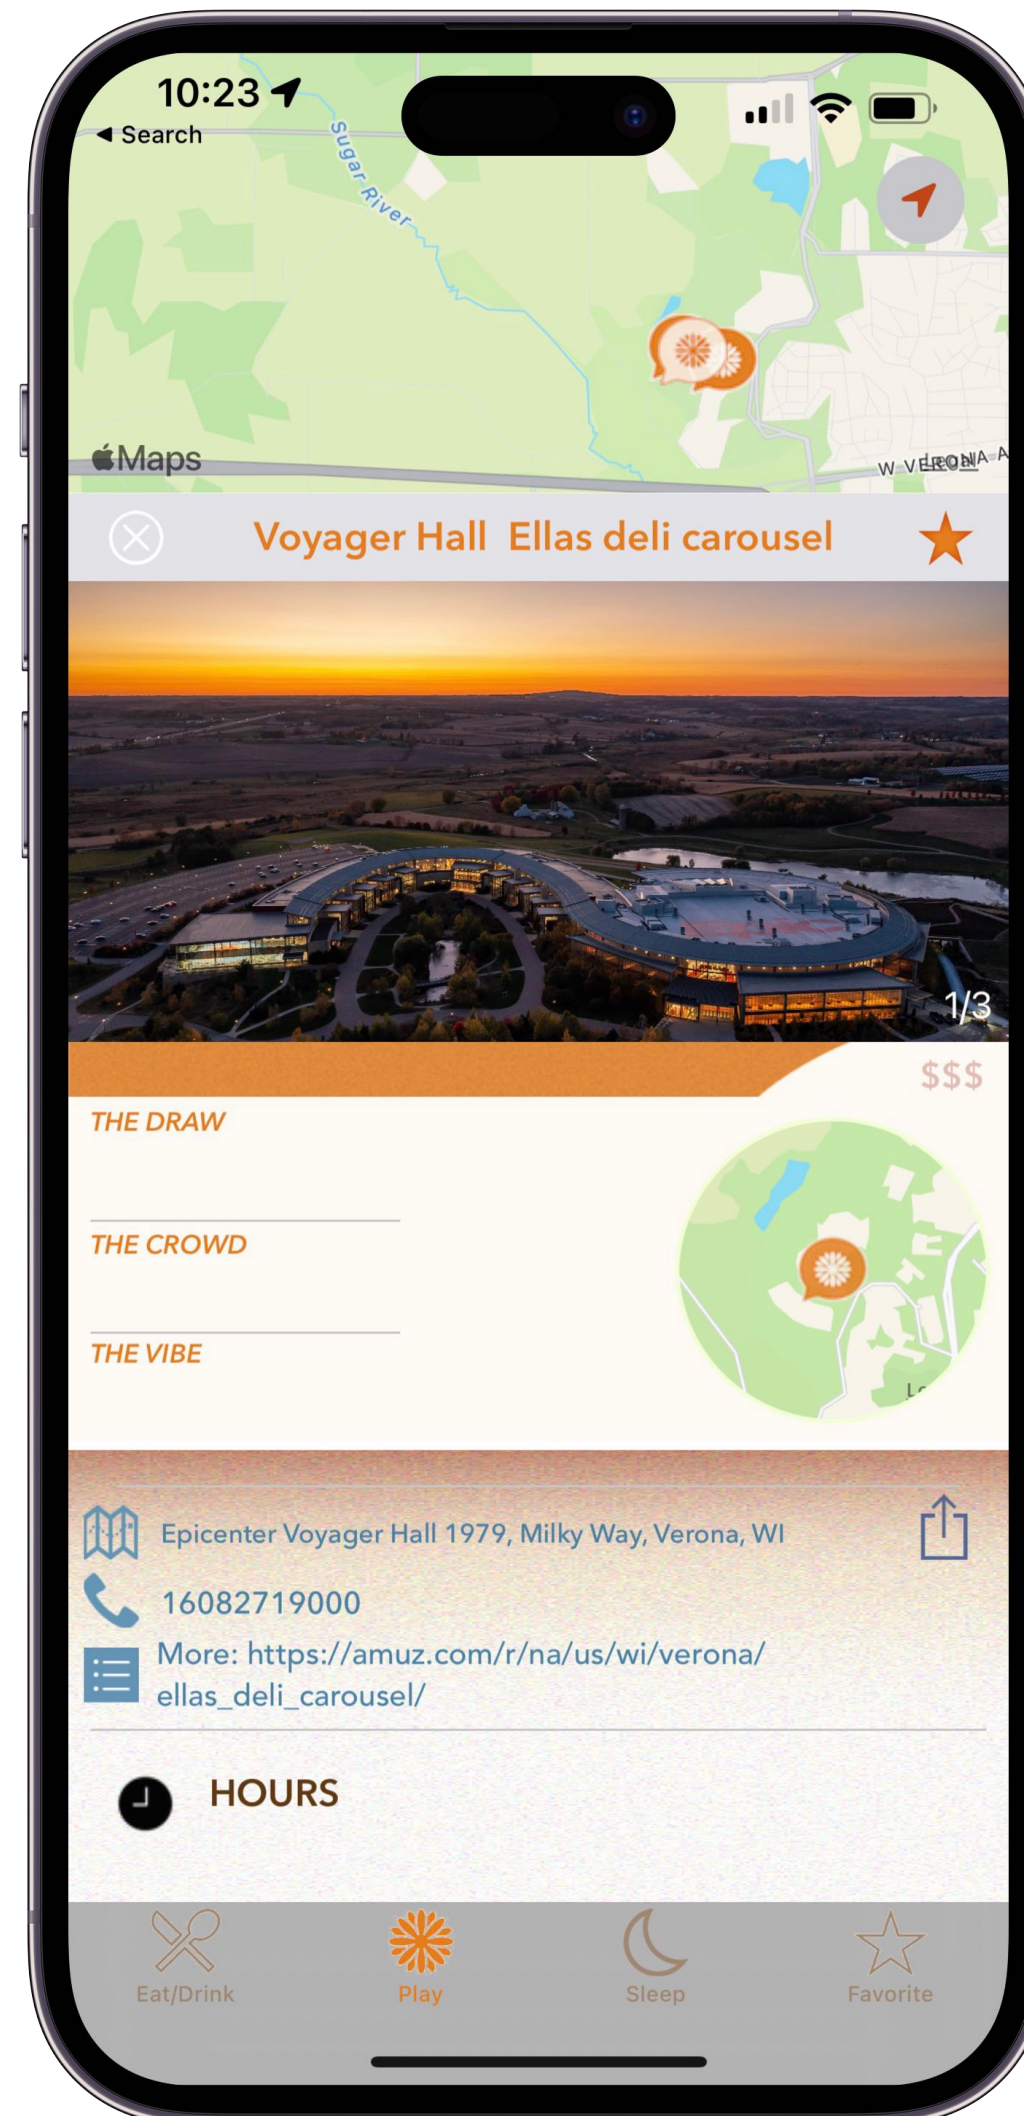 10:23
◀ Search
Sugar River
Maps
W VERONA A
Legal
Voyager Hall  Ellas deli carousel
1/3
$$$
THE DRAW
THE CROWD
THE VIBE
Epicenter Voyager Hall 1979, Milky Way, Verona, WI
16082719000
More: https://amuz.com/r/na/us/wi/verona/
ellas_deli_carousel/
HOURS
Eat/Drink
Play
Sleep
Favorite